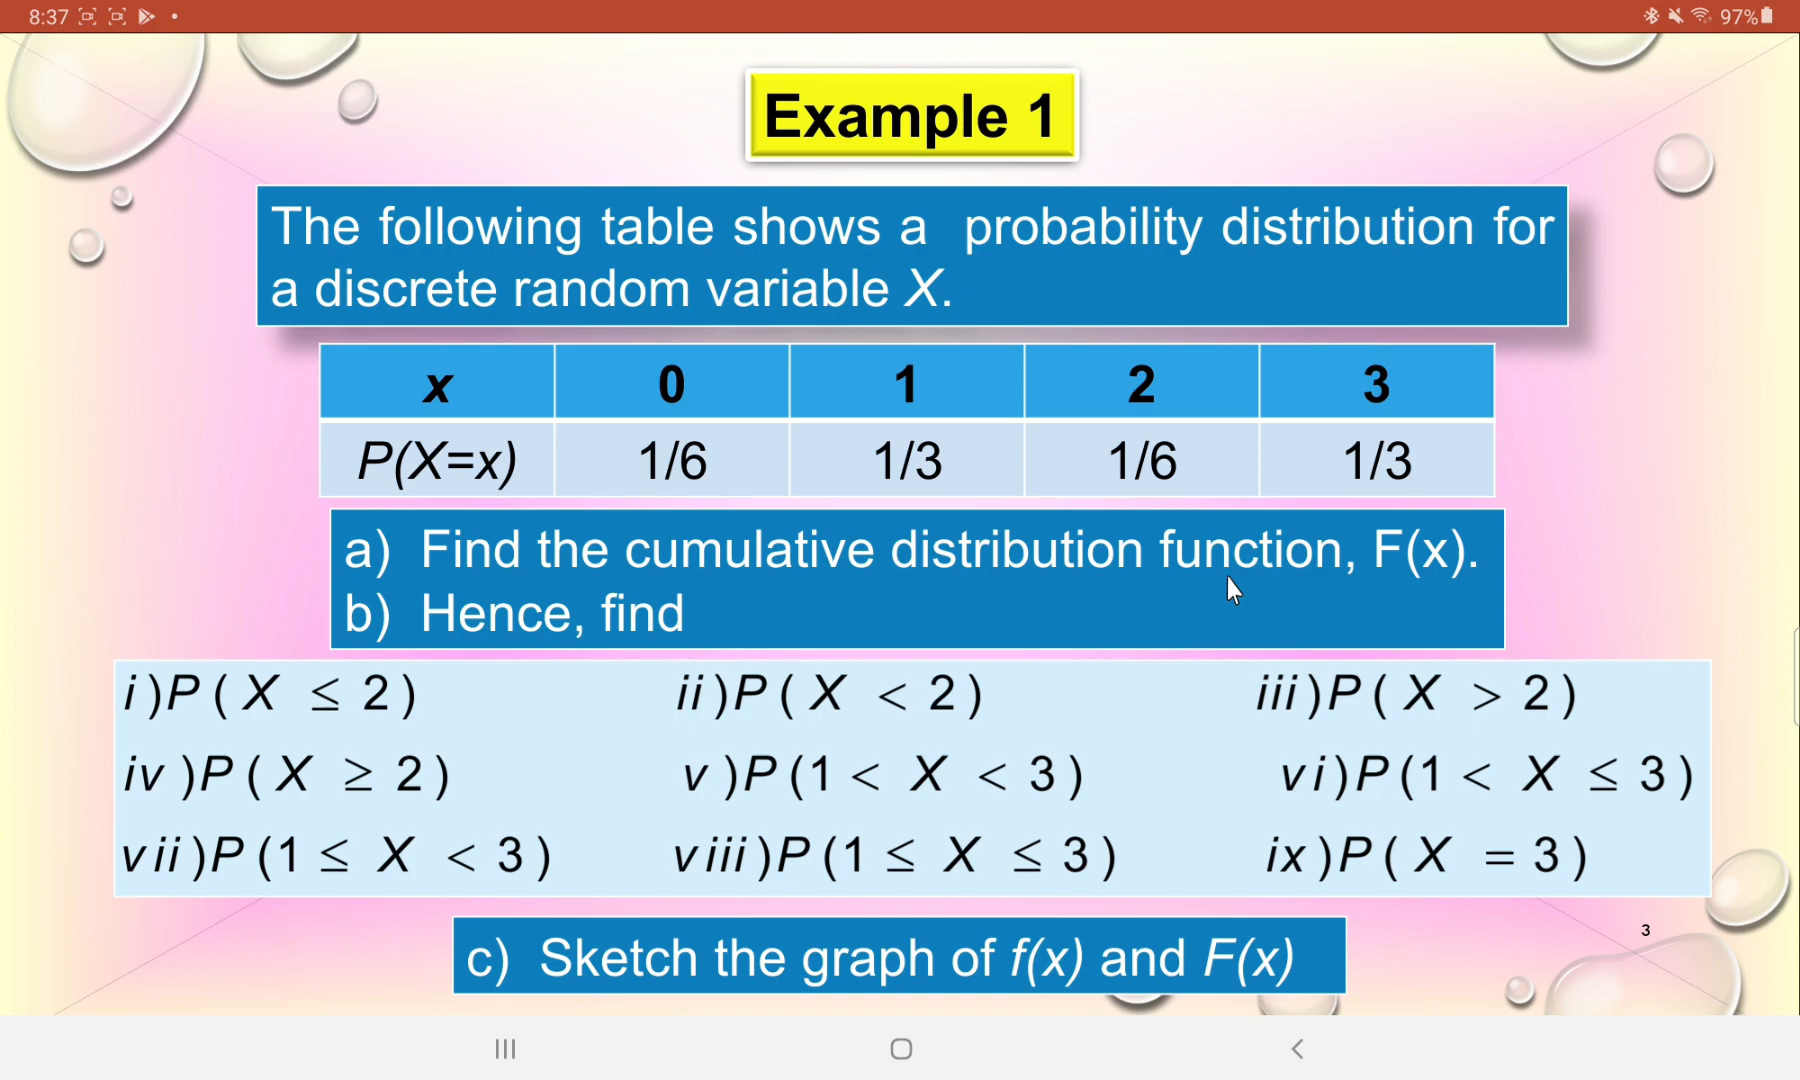 8:37
97%
Example 1
The following table shows a probability distribution for
a discrete random variable X.
x 0 1 2 3
P(X=x) 1/6 1/3 1/6 1/3
a) Find the cumulative distribution function, F(x).
b) Hence, find
i)P(X ≤ 2) ii)P(X < 2) iii)P(X > 2)
iv)P(X ≥ 2) v)P(1 < X < 3) vi)P(1 < X ≤ 3)
vii)P(1 ≤ X < 3) viii)P(1 ≤ X ≤ 3) ix)P(X = 3)
3
c) Sketch the graph of f(x) and F(x)